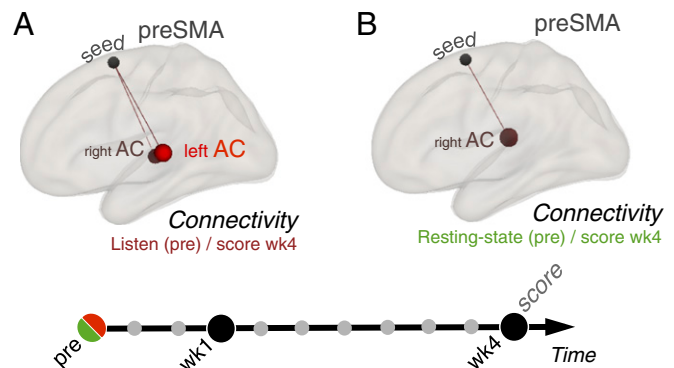 A
seed preSMA
right AC left AC
Connectivity
Listen (pre) / score wk4
B
seed preSMA
right AC
Connectivity
Resting-state (pre) / score wk4
pre wk1 wk4 score
Time